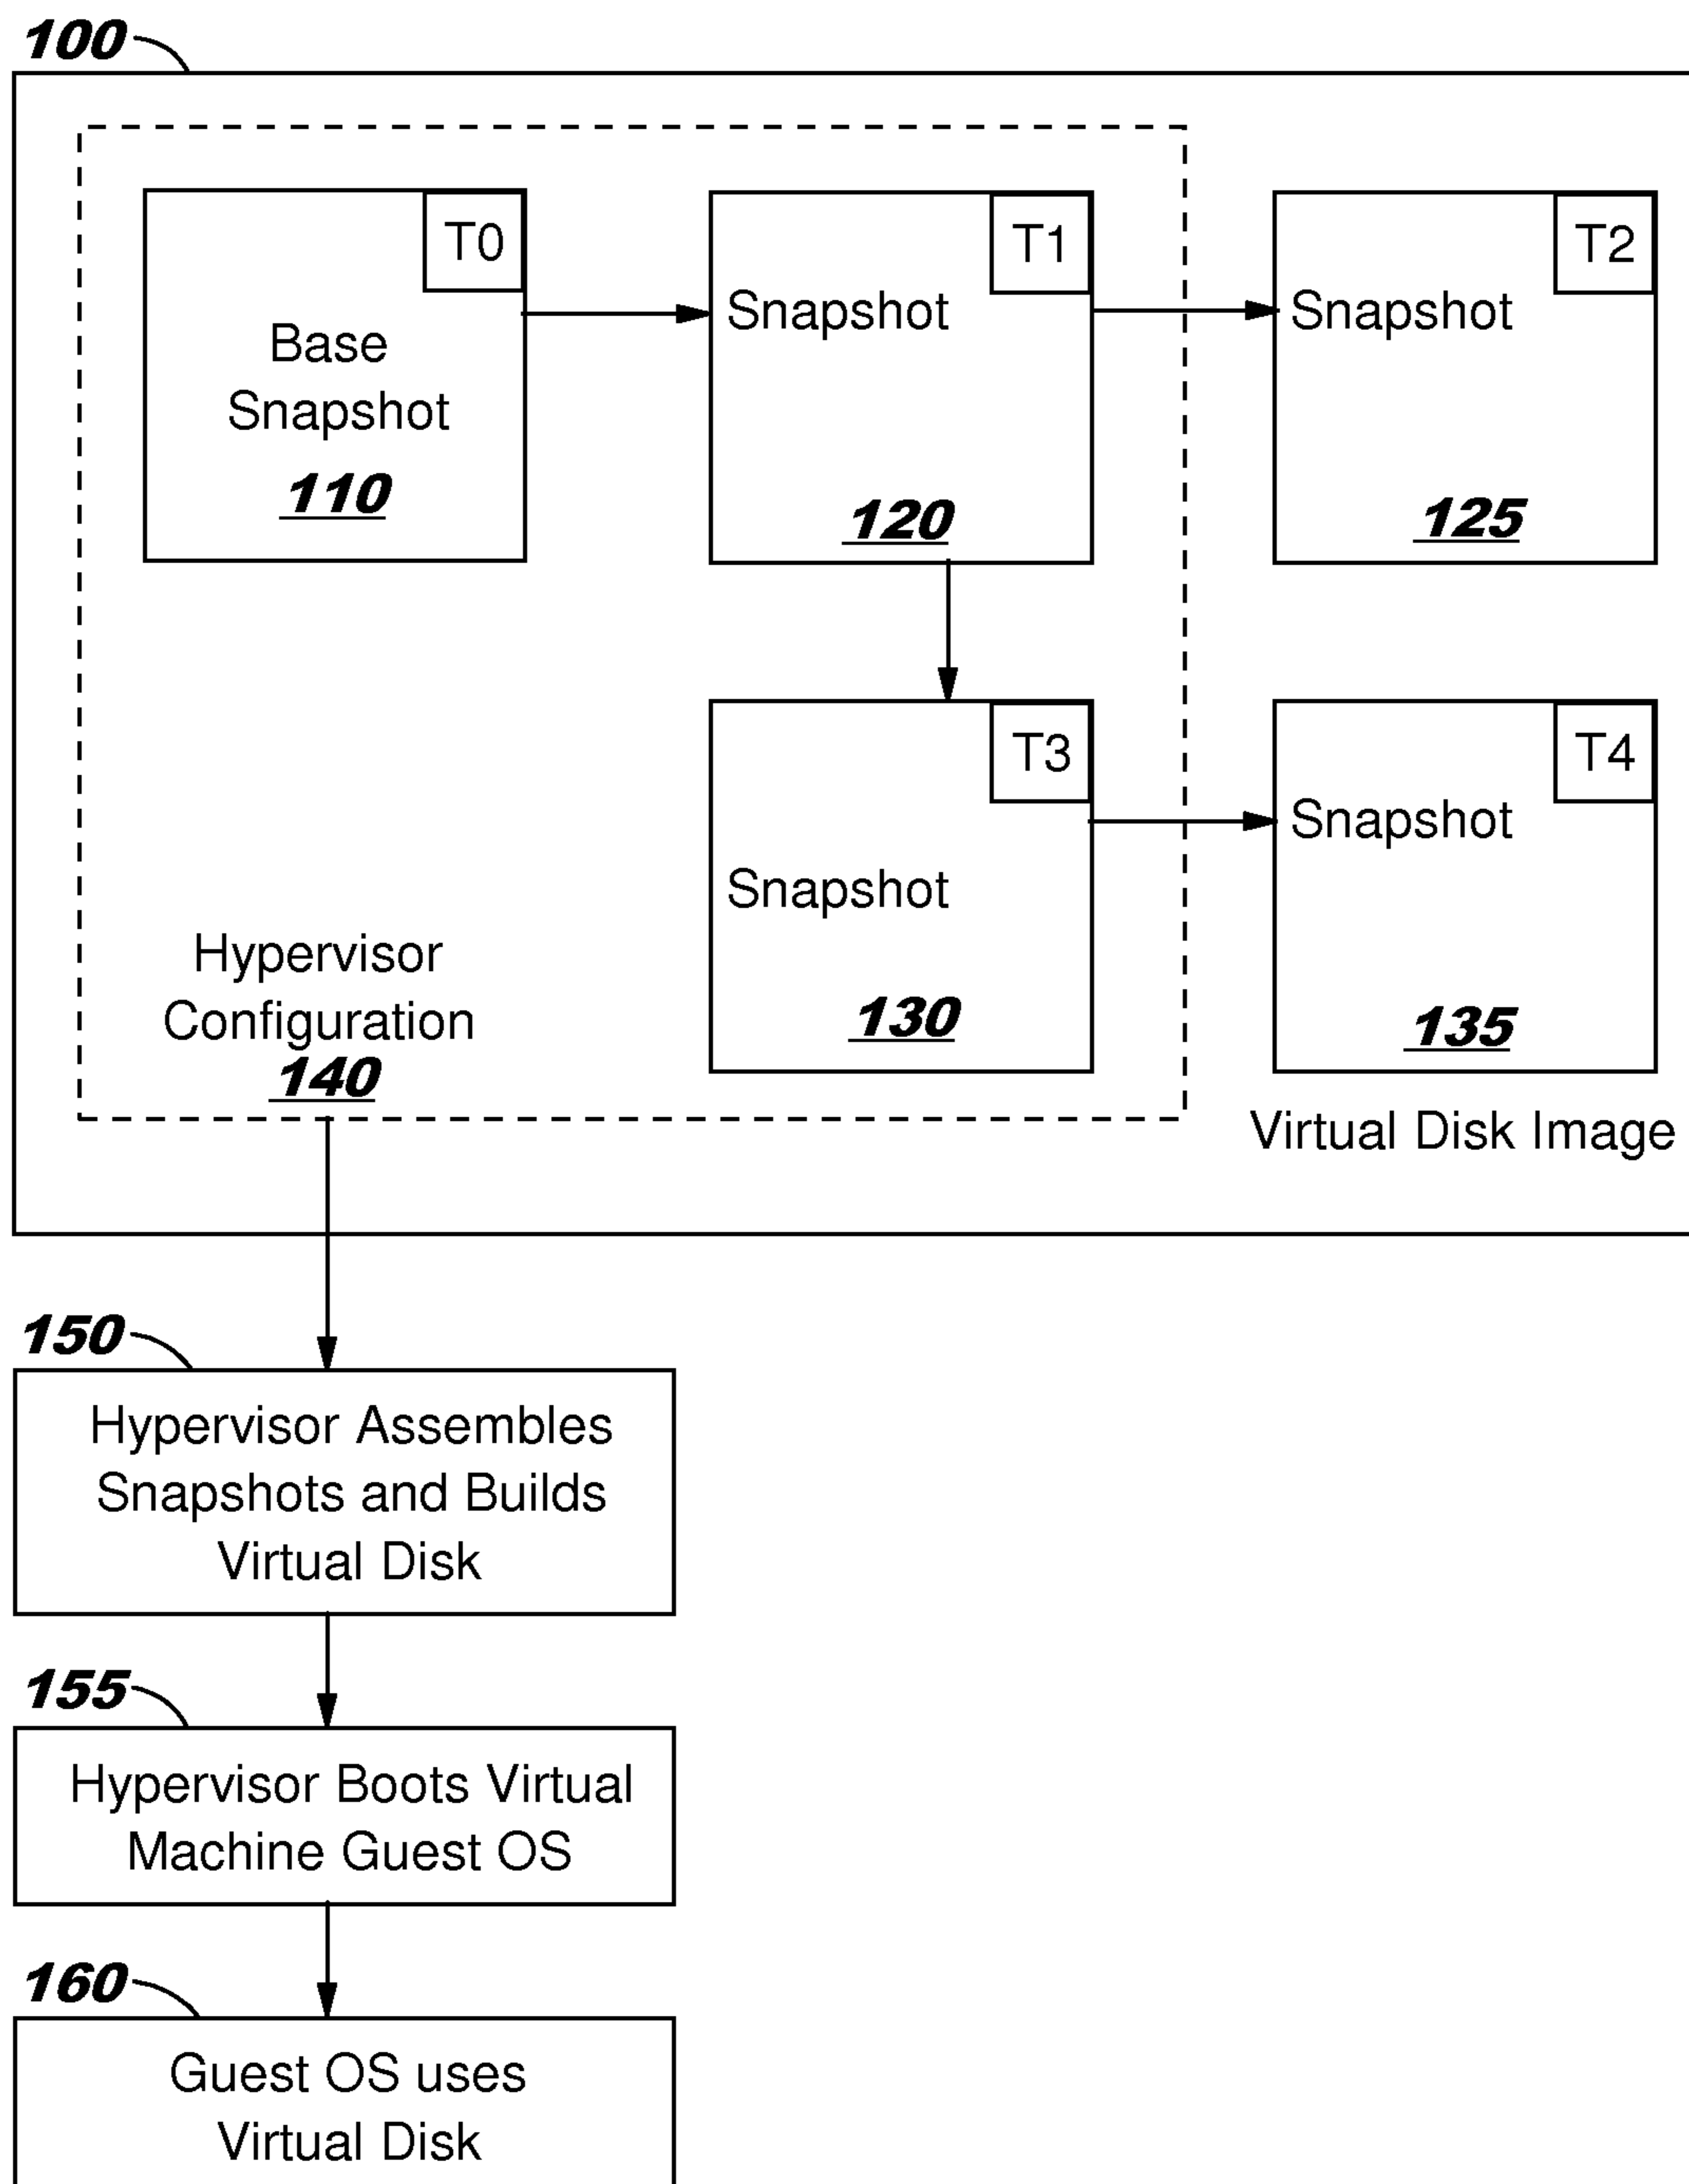 100
T0
Base
Snapshot
110
T1
Snapshot
120
T2
Snapshot
125
T3
Snapshot
130
T4
Snapshot
135
Hypervisor
Configuration
140
Virtual Disk Image
150
Hypervisor Assembles
Snapshots and Builds
Virtual Disk
155
Hypervisor Boots Virtual
Machine Guest OS
160
Guest OS uses
Virtual Disk